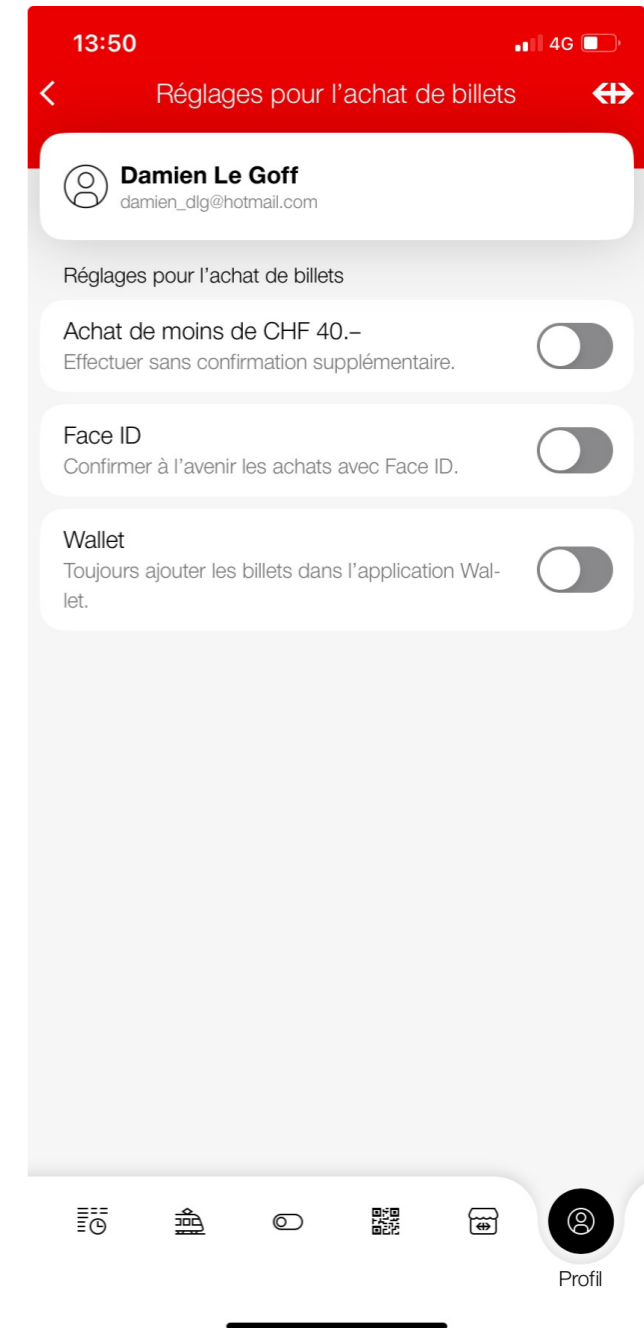 13:50
4G
Réglages pour l'achat de billets
Damien Le Goff
damien_dlg@hotmail.com
Réglages pour l'achat de billets
Achat de moins de CHF 40.–
Effectuer sans confirmation supplémentaire.
Face ID
Confirmer à l'avenir les achats avec Face ID.
Wallet
Toujours ajouter les billets dans l'application Wal-
let.
Profil